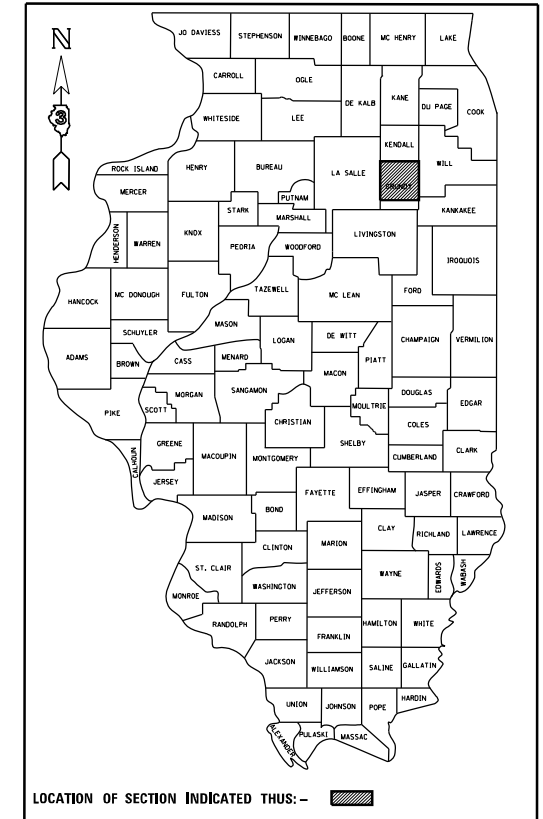 JO DAVIESS STEPHENSON WINNEBAGO BOONE MC HENRY LAKE
N
CARROLL OGLE DE KALB KANE DU PAGE COOK
3
WHITESIDE LEE KENDALL WILL
ROCK ISLAND HENRY BUREAU LA SALLE GRUNDY
MERCER PUTNAM KANKAKEE
HENDERSON WARREN KNOX STARK MARSHALL LIVINGSTON
PEORIA WOODFORD IROQUOIS
HANCOCK MC DONOUGH FULTON TAZEWELL MC LEAN FORD
SCHUYLER MASON LOGAN DE WITT CHAMPAIGN VERMILION
ADAMS BROWN CASS MENARD PIATT
MACON
PIKE SCOTT MORGAN SANGAMON MOULTRIE DOUGLAS EDGAR
CHRISTIAN COLES
CALHOUN GREENE MACOUPIN MONTGOMERY SHELBY CUMBERLAND CLARK
JERSEY
FAYETTE EFFINGHAM JASPER CRAWFORD
MADISON BOND
CLAY RICHLAND LAWRENCE
CLINTON MARION
ST. CLAIR WAYNE EDWARDS WABASH
WASHINGTON JEFFERSON
MONROE
RANDOLPH PERRY HAMILTON WHITE
FRANKLIN
JACKSON WILLIAMSON SALINE GALLATIN
HARDIN
UNION JOHNSON POPE
ALEXANDER PULASKI MASSAC
LOCATION OF SECTION INDICATED THUS: -